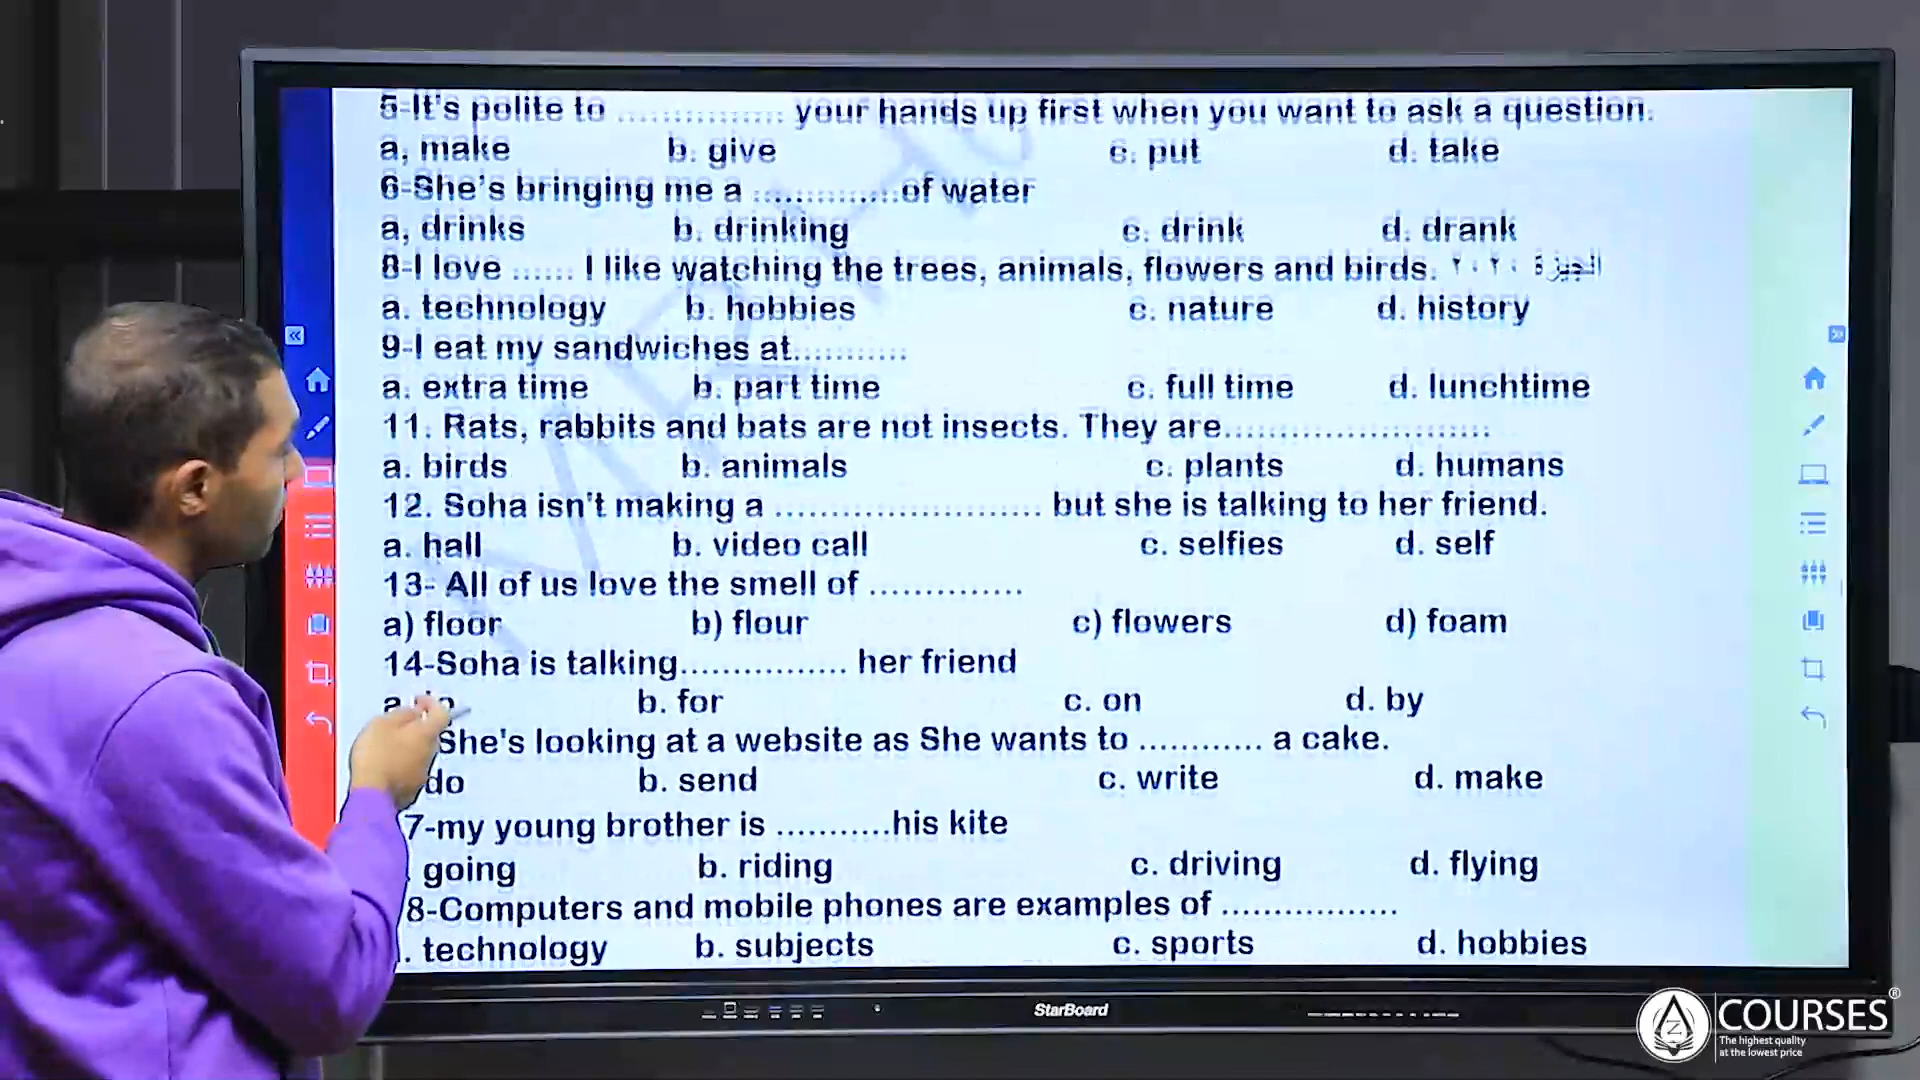 5-It's polite to ............... your hands up first when you want to ask a question.
a, make b. give c. put d. take
6-She's bringing me a .............of water
a, drinks b. drinking c. drink d. drank
8-I love ...... I like watching the trees, animals, flowers and birds. الجيزة ٢٠٢٠
a. technology b. hobbies c. nature d. history
9-I eat my sandwiches at...........
a. extra time b. part time c. full time d. lunchtime
11. Rats, rabbits and bats are not insects. They are........................
a. birds b. animals c. plants d. humans
12. Soha isn't making a ........................ but she is talking to her friend.
a. hall b. video call c. selfies d. self
13- All of us love the smell of ..............
a) floor b) flour c) flowers d) foam
14-Soha is talking............... her friend
a b. for c. on d. by
She's looking at a website as She wants to ............ a cake.
do b. send c. write d. make
7-my young brother is ...........his kite
going b. riding c. driving d. flying
8-Computers and mobile phones are examples of ................
. technology b. subjects c. sports d. hobbies
StarBoard
COURSES®
The highest quality
at the lowest price